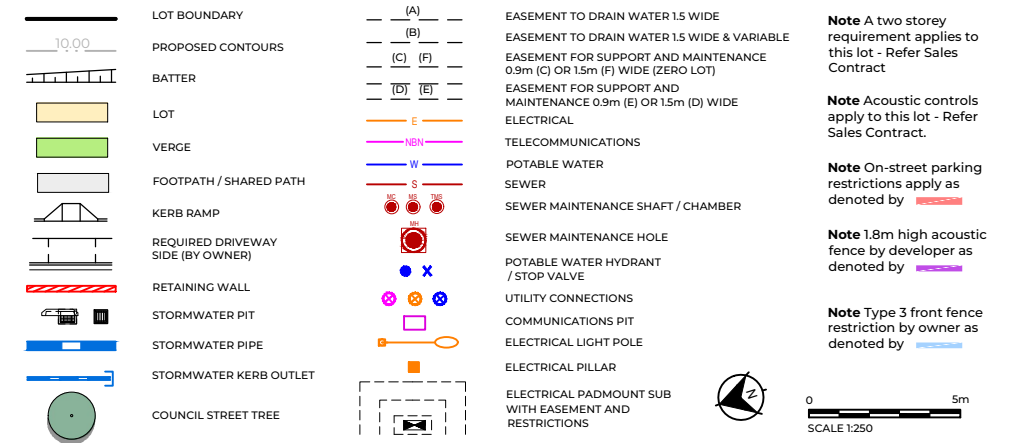 LOT BOUNDARY
10.00
PROPOSED CONTOURS
BATTER
LOT
VERGE
FOOTPATH / SHARED PATH
KERB RAMP
REQUIRED DRIVEWAY
SIDE (BY OWNER)
RETAINING WALL
STORMWATER PIT
STORMWATER PIPE
STORMWATER KERB OUTLET
COUNCIL STREET TREE
(A)
EASEMENT TO DRAIN WATER 1.5 WIDE
(B)
EASEMENT TO DRAIN WATER 1.5 WIDE & VARIABLE
(C) (F)
EASEMENT FOR SUPPORT AND MAINTENANCE
0.9m (C) OR 1.5m (F) WIDE (ZERO LOT)
(D) (E)
EASEMENT FOR SUPPORT AND
MAINTENANCE 0.9m (E) OR 1.5m (D) WIDE
E
ELECTRICAL
NBN
TELECOMMUNICATIONS
W
POTABLE WATER
S
SEWER
MC MS TMS
SEWER MAINTENANCE SHAFT / CHAMBER
MH
SEWER MAINTENANCE HOLE
POTABLE WATER HYDRANT
/ STOP VALVE
UTILITY CONNECTIONS
COMMUNICATIONS PIT
ELECTRICAL LIGHT POLE
ELECTRICAL PILLAR
ELECTRICAL PADMOUNT SUB
WITH EASEMENT AND
RESTRICTIONS
N
Note A two storey
requirement applies to
this lot - Refer Sales
Contract
Note Acoustic controls
apply to this lot - Refer
Sales Contract.
Note On-street parking
restrictions apply as
denoted by
Note 1.8m high acoustic
fence by developer as
denoted by
Note Type 3 front fence
restriction by owner as
denoted by
0 5m
SCALE 1:250